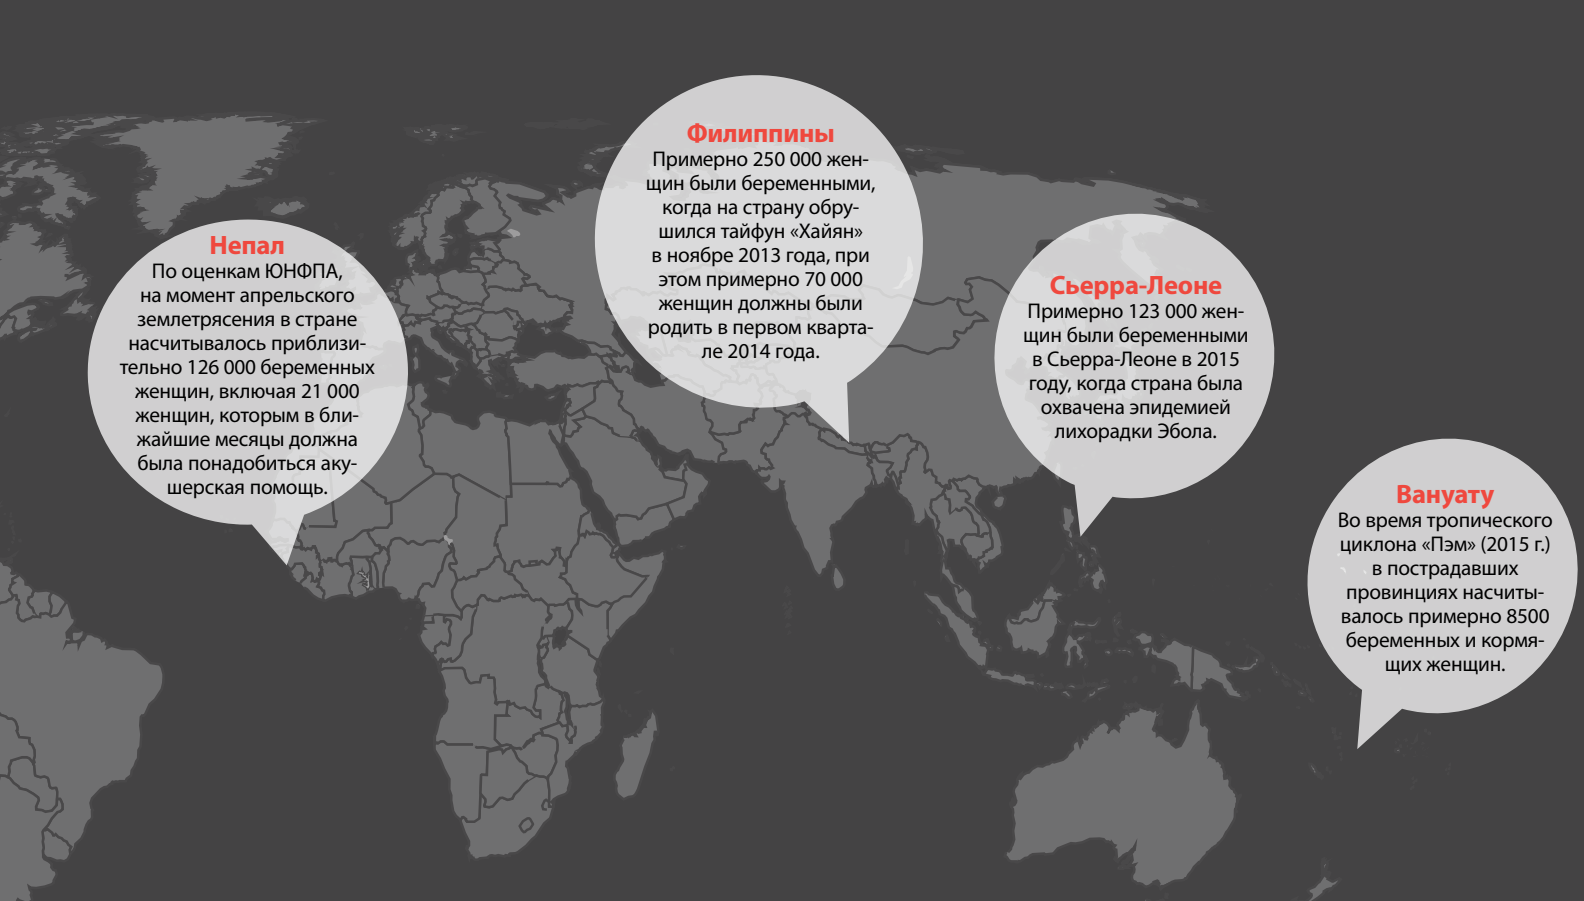 Непал
По оценкам ЮНФПА,
на момент апрельского
землетрясения в стране
насчитывалось приблизи-
тельно 126 000 беременных
женщин, включая 21 000
женщин, которым в бли-
жайшие месяцы должна
была понадобиться аку-
шерская помощь.
Филиппины
Примерно 250 000 жен-
щин были беременными,
когда на страну обру-
шился тайфун «Хайян»
в ноябре 2013 года, при
этом примерно 70 000
женщин должны были
родить в первом кварта-
ле 2014 года.
Сьерра-Леоне
Примерно 123 000 жен-
щин были беременными
в Сьерра-Леоне в 2015
году, когда страна была
охвачена эпидемией
лихорадки Эбола.
Вануату
Во время тропического
циклона «Пэм» (2015 г.)
в пострадавших
провинциях насчиты-
валось примерно 8500
беременных и кормя-
щих женщин.